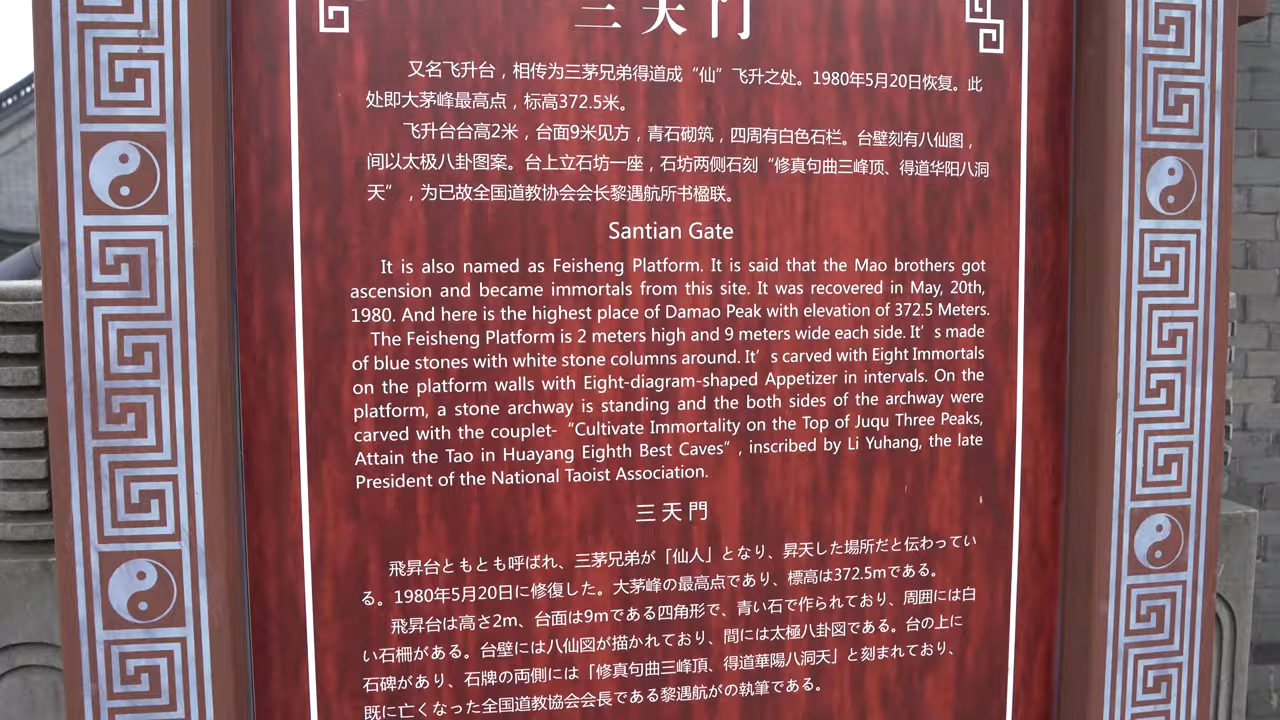 三天門
又名飞升台，相传为三茅兄弟得道成“仙”飞升之处。1980年5月20日恢复。此
处即大茅峰最高点，标高372.5米。
飞升台台高2米，台面9米见方，青石砌筑，四周有白色石栏。台壁刻有八仙图，
间以太极八卦图案。台上立石坊一座，石坊两侧石刻“修真句曲三峰顶、得道华阳八洞
天”，为已故全国道教协会会长黎遇航所书楹联。
Santian Gate
It is also named as Feisheng Platform. It is said that the Mao brothers got
ascension and became immortals from this site. It was recovered in May, 20th,
1980. And here is the highest place of Damao Peak with elevation of 372.5 Meters.
The Feisheng Platform is 2 meters high and 9 meters wide each side. It’s made
of blue stones with white stone columns around. It’s carved with Eight Immortals
on the platform walls with Eight-diagram-shaped Appetizer in intervals. On the
platform, a stone archway is standing and the both sides of the archway were
carved with the couplet-“Cultivate Immortality on the Top of Juqu Three Peaks,
Attain the Tao in Huayang Eighth Best Caves”, inscribed by Li Yuhang, the late
President of the National Taoist Association.
三天門
飛昇台ともとも呼ばれ、三茅兄弟が「仙人」となり、昇天した場所だと伝わってい
る。1980年5月20日に修復した。大茅峰の最高点であり、標高は372.5mである。
飛昇台は高さ2m、台面は9mである四角形で、青い石で作られており、周囲には白
い石柵がある。台壁には八仙図が描かれており、間には太極八卦図である。台の上に
石碑があり、石牌の両側には「修真句曲三峰頂、得道華陽八洞天」と刻まれており、
既に亡くなった全国道教協会会長である黎遇航がの執筆である。